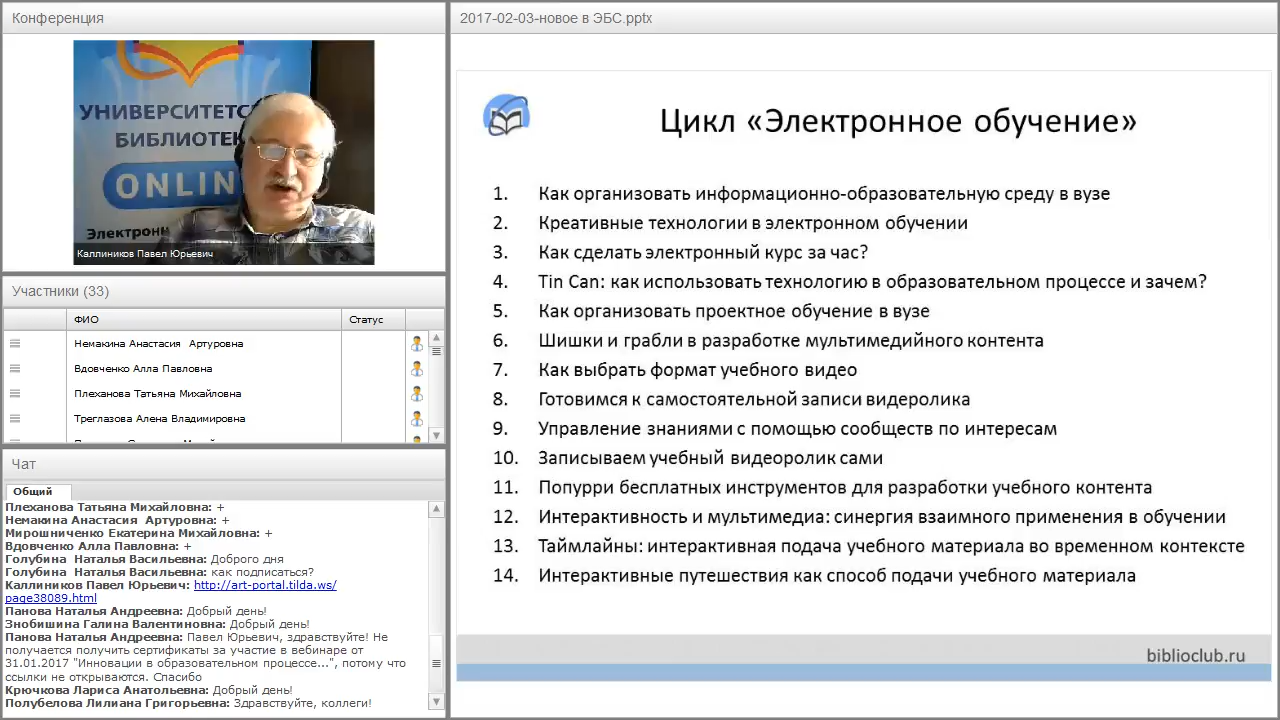 Конференция
УНИВЕРСИТЕТС
БИБЛИОТЕК
ONLIN
Электронн
Каллиников Павел Юрьевич
Участники (33)
ФИО Статус
Немакина Анастасия Артуровна
Вдовченко Алла Павловна
Плеханова Татьяна Михайловна
Треглазова Алена Владимировна
Чат
Общий
Плеханова Татьяна Михайловна: +
Немакина Анастасия Артуровна: +
Мирошниченко Екатерина Михайловна: +
Вдовченко Алла Павловна: +
Голубина Наталья Васильевна: Доброго дня
Голубина Наталья Васильевна: как подписаться?
Каллиников Павел Юрьевич: http://art-portal.tilda.ws/
page38089.html
Панова Наталья Андреевна: Добрый день!
Знобишина Галина Валентиновна: Добрый день!
Панова Наталья Андреевна: Павел Юрьевич, здравствуйте! Не
получается получить сертификаты за участие в вебинаре от
31.01.2017 "Инновации в образовательном процессе...", потому что
ссылки не открываются. Спасибо
Крючкова Лариса Анатольевна: Добрый день!
Полубелова Лилиана Григорьевна: Здравствуйте, коллеги!
2017-02-03-новое в ЭБС.pptx
Цикл «Электронное обучение»
1. Как организовать информационно-образовательную среду в вузе
2. Креативные технологии в электронном обучении
3. Как сделать электронный курс за час?
4. Tin Can: как использовать технологию в образовательном процессе и зачем?
5. Как организовать проектное обучение в вузе
6. Шишки и грабли в разработке мультимедийного контента
7. Как выбрать формат учебного видео
8. Готовимся к самостоятельной записи видеролика
9. Управление знаниями с помощью сообществ по интересам
10. Записываем учебный видеоролик сами
11. Попурри бесплатных инструментов для разработки учебного контента
12. Интерактивность и мультимедиа: синергия взаимного применения в обучении
13. Таймлайны: интерактивная подача учебного материала во временном контексте
14. Интерактивные путешествия как способ подачи учебного материала
biblioclub.ru